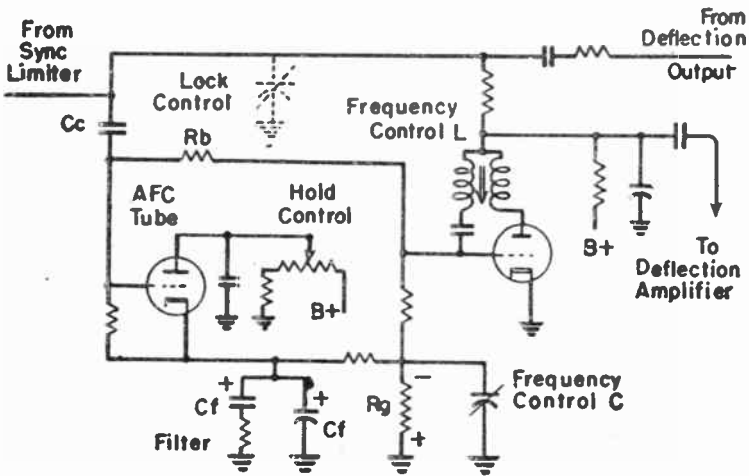 From
Sync
Limiter
From
Deflection
Output
Lock
Control
Frequency
Control L
Cc
Rb
AFC
Tube
Hold
Control
B+
B+
To
Deflection
Amplifier
+
Cf
+
Cf
Filter
Rg
−
+
Frequency
Control C